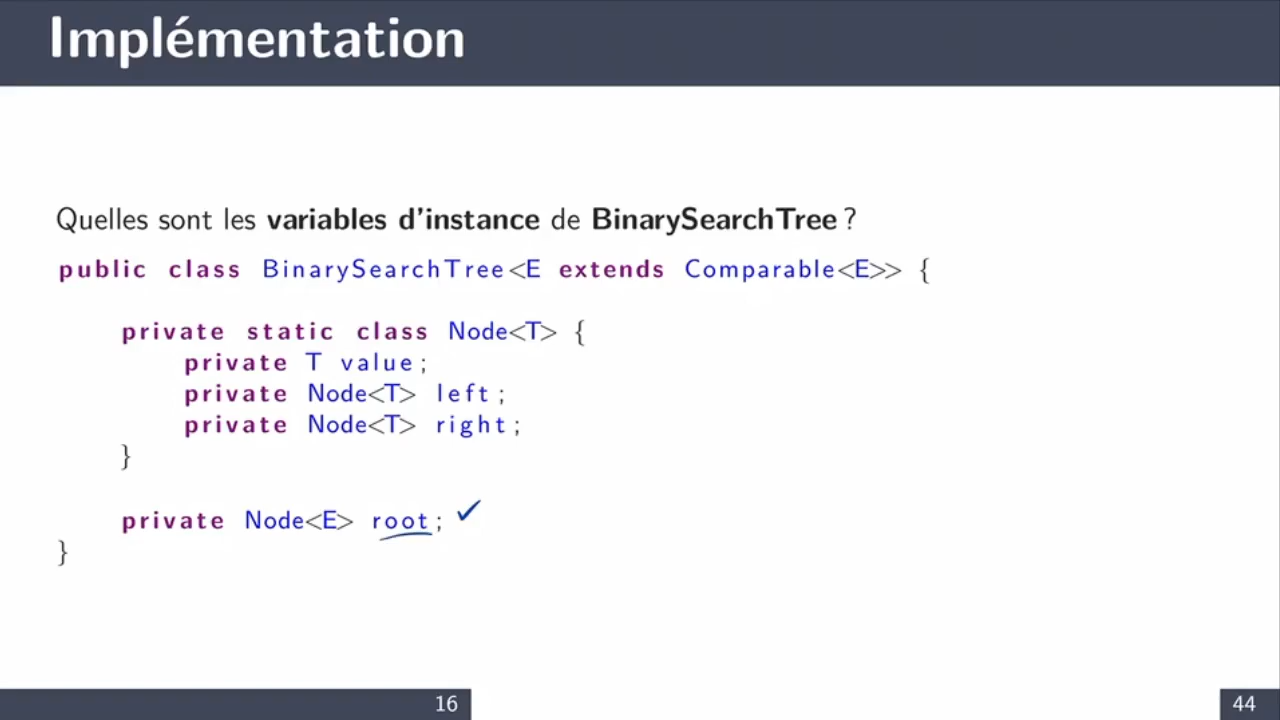 Implémentation
Quelles sont les variables d'instance de BinarySearchTree ?
public class BinarySearchTree<E extends Comparable<E>> {
private static class Node<T> {
private T value;
private Node<T> left;
private Node<T> right;
}
private Node<E> root; ✓
}
16
44